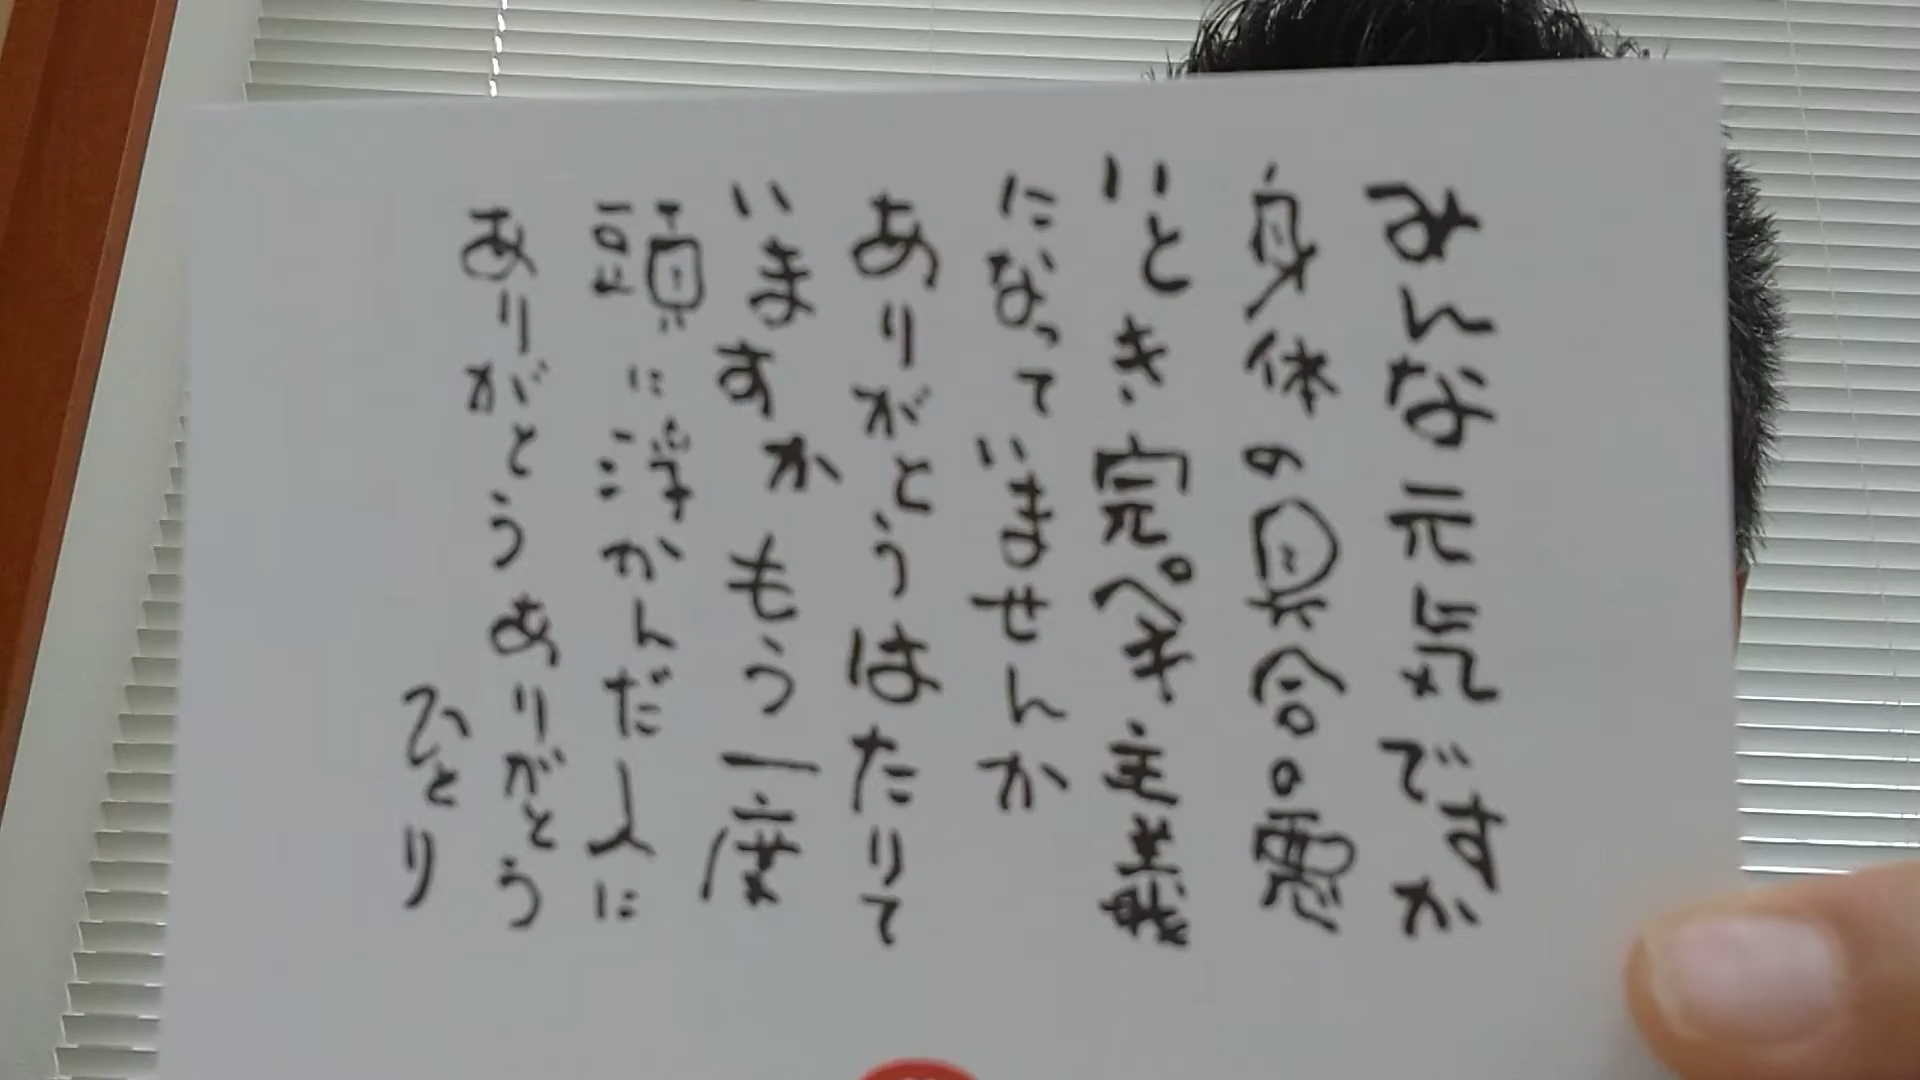 みんな元気ですか
身体の具合の悪
いとき完ぺき主義
になっていませんか
ありがとうはたりて
いますかもう一度
頭に浮かんだ人に
ありがとうありがとう
ひとり